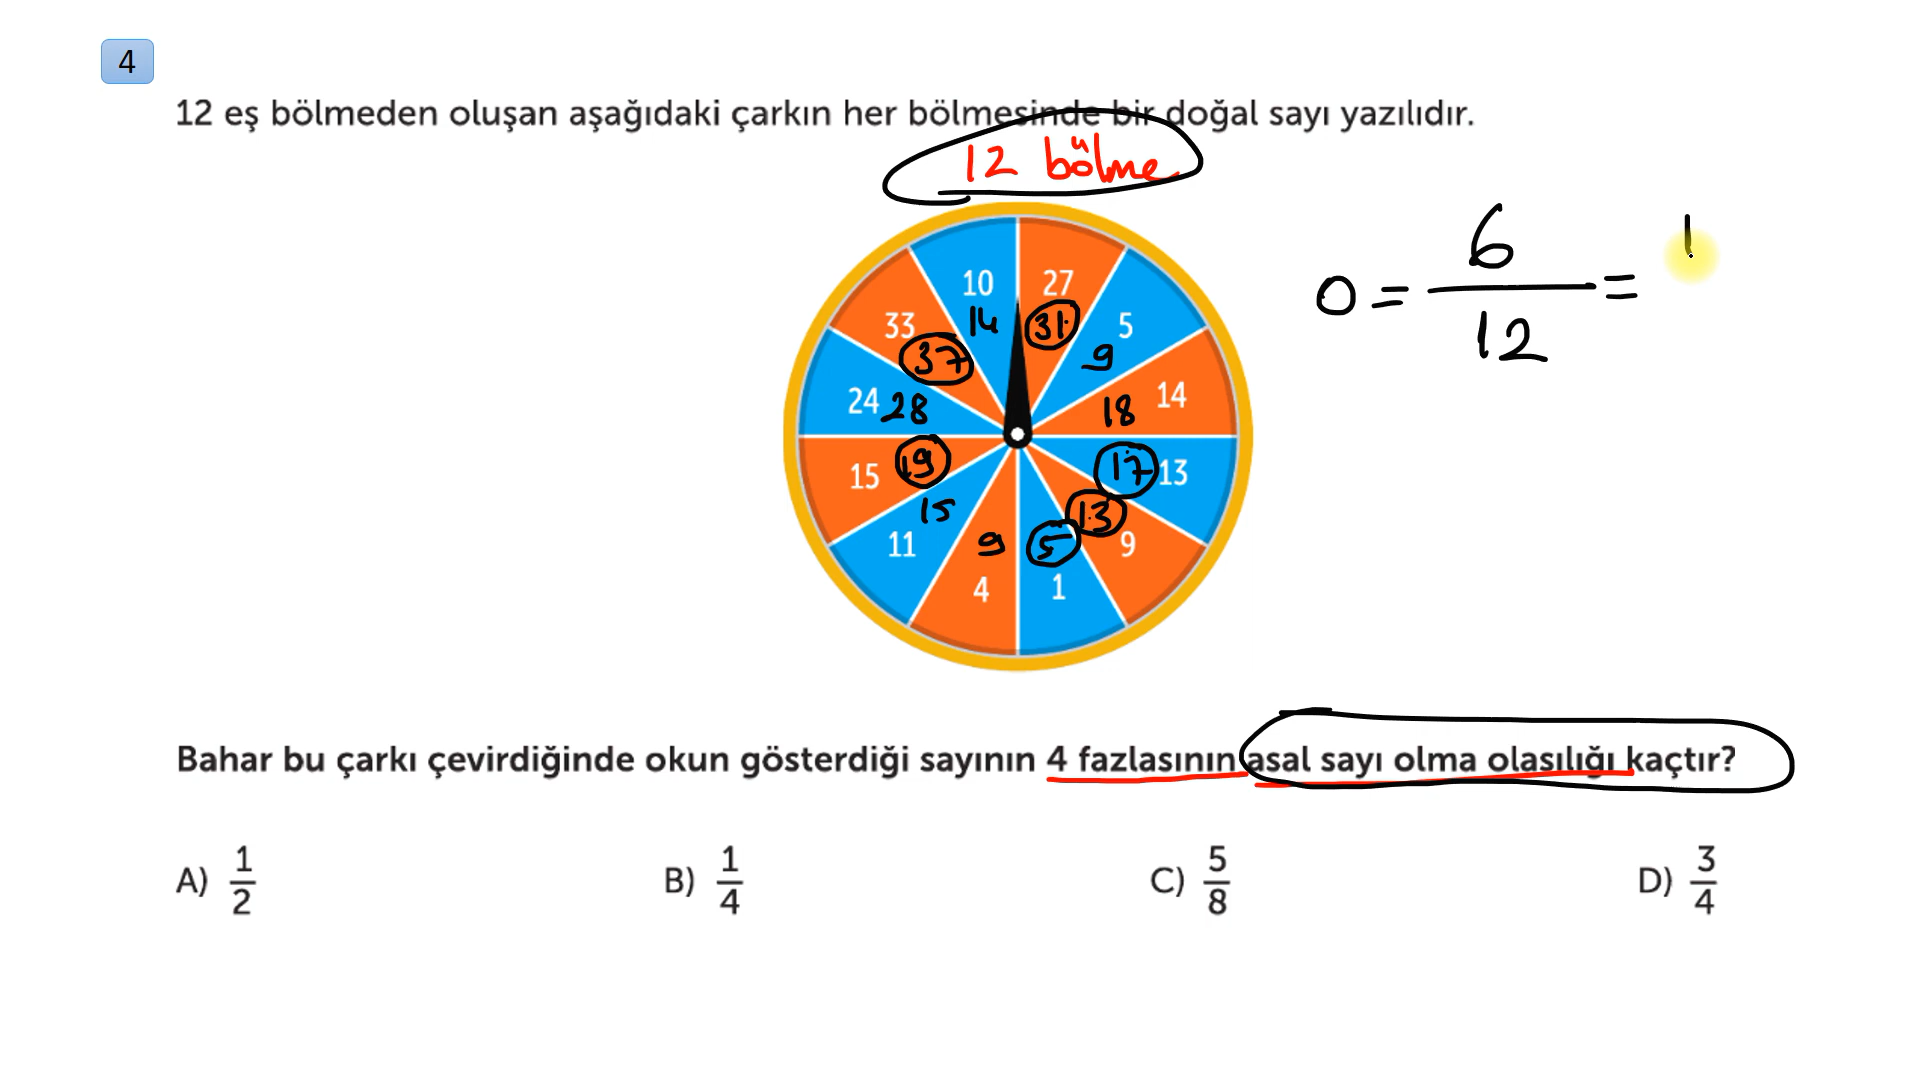 4
12 eş bölmeden oluşan aşağıdaki çarkın her bölmesinde bir doğal sayı yazılıdır.
12 bölme
10 27
14 31
33 5
37 9
24 28 18 14
15 19 17 13
15 13
11 9 5 9
4 1
O = 6/12 = 1
Bahar bu çarkı çevirdiğinde okun gösterdiği sayının 4 fazlasının asal sayı olma olasılığı kaçtır?
A) 1/2 B) 1/4 C) 5/8 D) 3/4